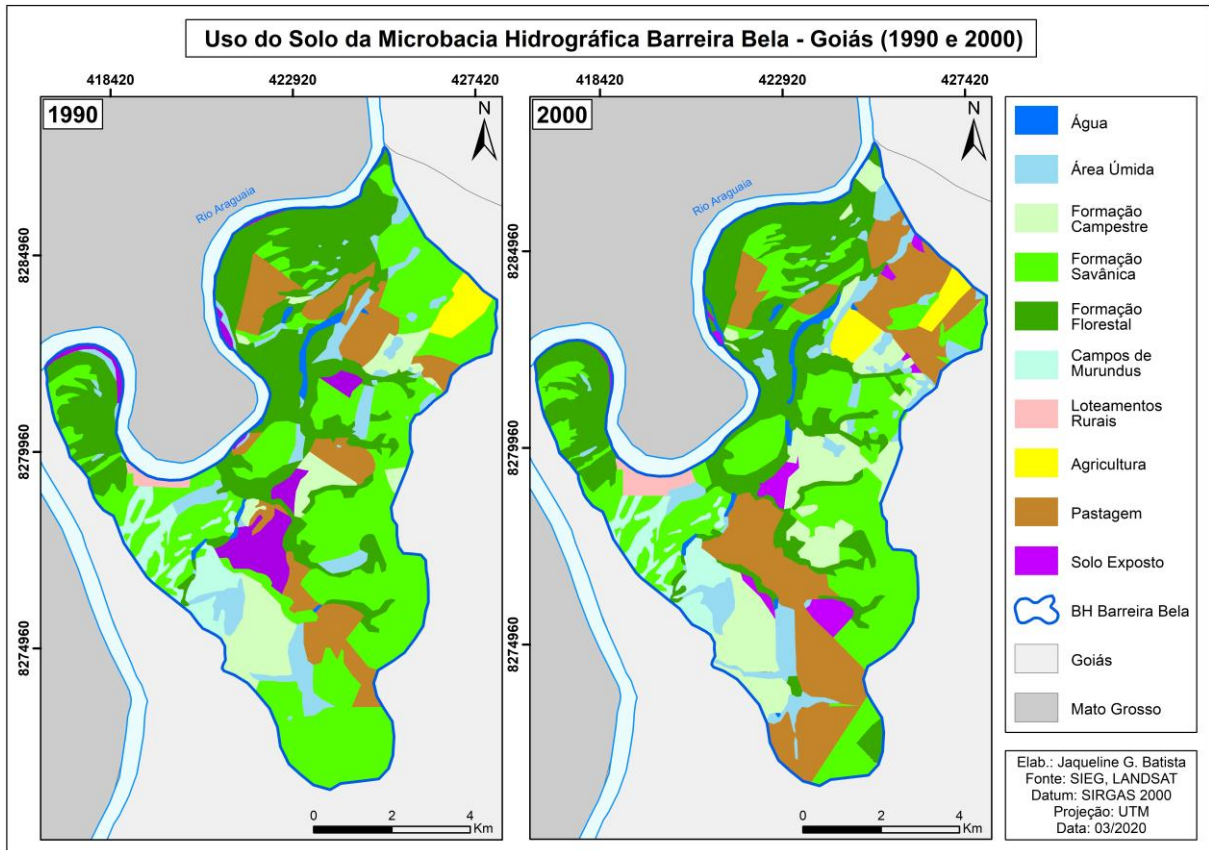 Uso do Solo da Microbacia Hidrográfica Barreira Bela - Goiás (1990 e 2000)
418420
422920
427420
1990
N
Rio Araguaia
8284960
8279960
8274960
0
2
4
Km
418420
422920
427420
2000
N
Rio Araguaia
8284960
8279960
8274960
0
2
4
Km
Água
Área Úmida
Formação
Campestre
Formação
Savânica
Formação
Florestal
Campos de
Murundus
Loteamentos
Rurais
Agricultura
Pastagem
Solo Exposto
BH Barreira Bela
Goiás
Mato Grosso
Elab.: Jaqueline G. Batista
Fonte: SIEG, LANDSAT
Datum: SIRGAS 2000
Projeção: UTM
Data: 03/2020